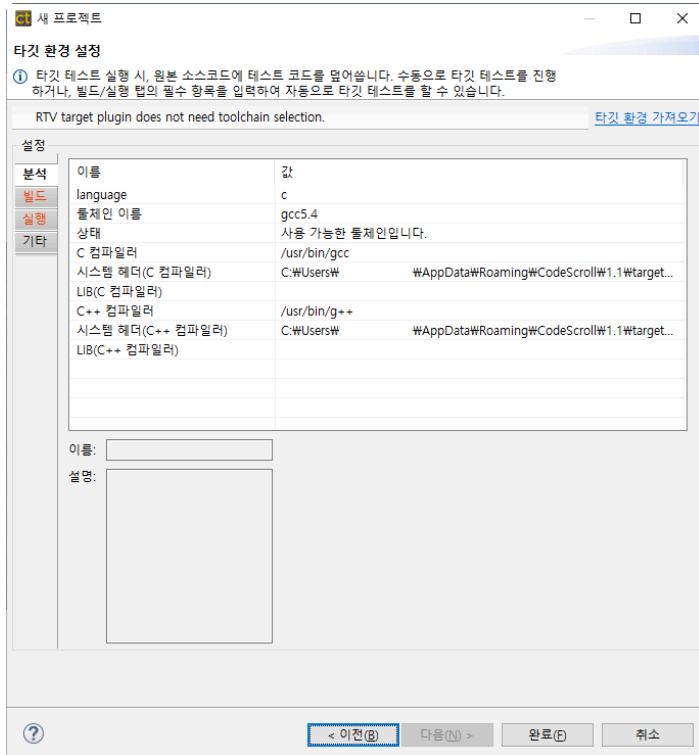 ct 새 프로젝트
타깃 환경 설정
타깃 테스트 실행 시, 원본 소스코드에 테스트 코드를 덮어씁니다. 수동으로 타깃 테스트를 진행
하거나, 빌드/실행 탭의 필수 항목을 입력하여 자동으로 타깃 테스트를 할 수 있습니다.
RTV target plugin does not need toolchain selection. 타깃 환경 가져오기
설정
분석
빌드
실행
기타
이름 값
language c
툴체인 이름 gcc5.4
상태 사용 가능한 툴체인입니다.
C 컴파일러 /usr/bin/gcc
시스템 헤더(C 컴파일러) C:₩Users₩ ₩AppData₩Roaming₩CodeScroll₩1.1₩target...
LIB(C 컴파일러)
C++ 컴파일러 /usr/bin/g++
시스템 헤더(C++ 컴파일러) C:₩Users₩ ₩AppData₩Roaming₩CodeScroll₩1.1₩target...
LIB(C++ 컴파일러)
이름:
설명:
< 이전(B) 다음(N) > 완료(F) 취소